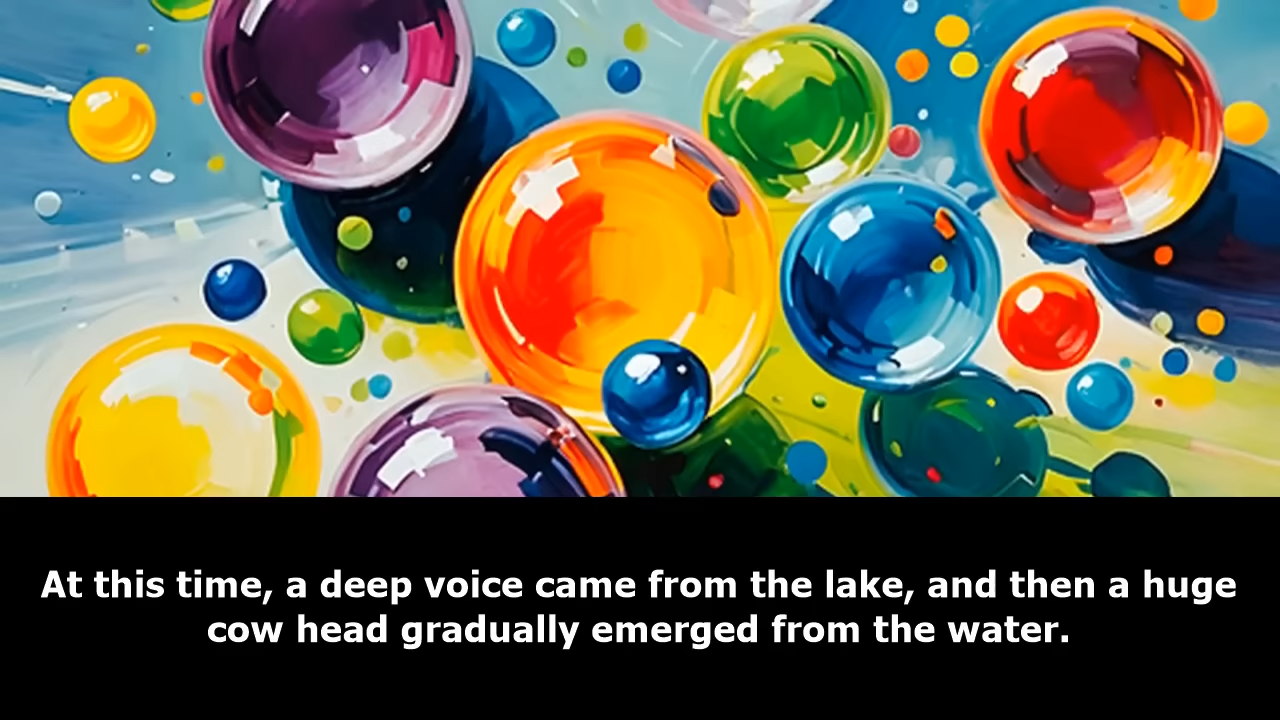 At this time, a deep voice came from the lake, and then a huge
cow head gradually emerged from the water.